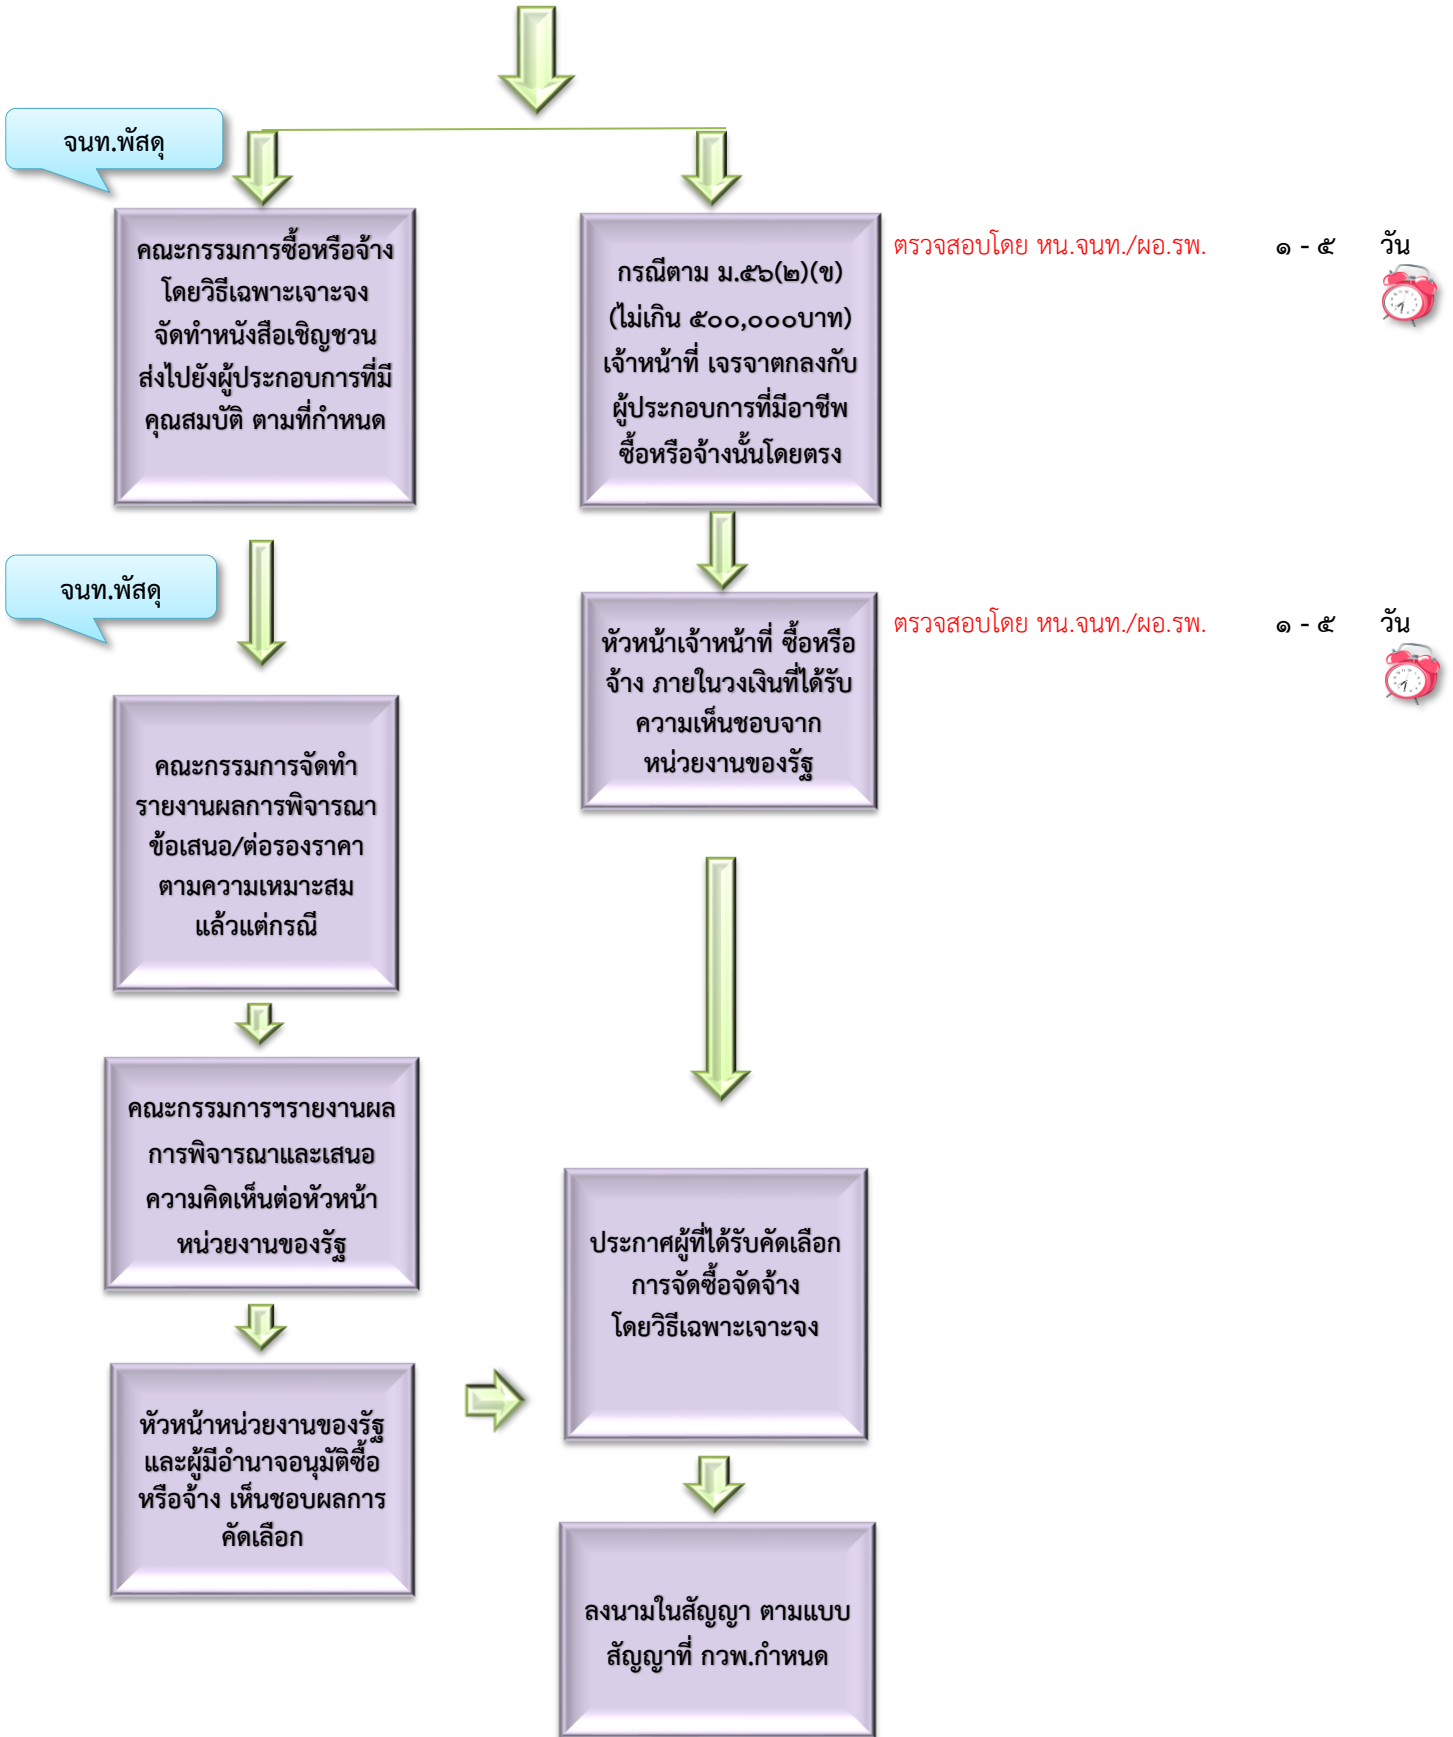 จนท.พัสดุ
คณะกรรมการซื้อหรือจ้าง
โดยวิธีเฉพาะเจาะจง
จัดทำหนังสือเชิญชวน
ส่งไปยังผู้ประกอบการที่มี
คุณสมบัติ ตามที่กำหนด
กรณีตาม ม.๕๖(๒)(ข)
(ไม่เกิน ๕๐๐,๐๐๐บาท)
เจ้าหน้าที่ เจรจาตกลงกับ
ผู้ประกอบการที่มีอาชีพ
ซื้อหรือจ้างนั้นโดยตรง
ตรวจสอบโดย หน.จนท./ผอ.รพ. ๑ - ๕ วัน
จนท.พัสดุ
หัวหน้าเจ้าหน้าที่ ซื้อหรือ
จ้าง ภายในวงเงินที่ได้รับ
ความเห็นชอบจาก
หน่วยงานของรัฐ
ตรวจสอบโดย หน.จนท./ผอ.รพ. ๑ - ๕ วัน
คณะกรรมการจัดทำ
รายงานผลการพิจารณา
ข้อเสนอ/ต่อรองราคา
ตามความเหมาะสม
แล้วแต่กรณี
คณะกรรมการฯรายงานผล
การพิจารณาและเสนอ
ความคิดเห็นต่อหัวหน้า
หน่วยงานของรัฐ
หัวหน้าหน่วยงานของรัฐ
และผู้มีอำนาจอนุมัติซื้อ
หรือจ้าง เห็นชอบผลการ
คัดเลือก
ประกาศผู้ที่ได้รับคัดเลือก
การจัดซื้อจัดจ้าง
โดยวิธีเฉพาะเจาะจง
ลงนามในสัญญา ตามแบบ
สัญญาที่ กวพ.กำหนด